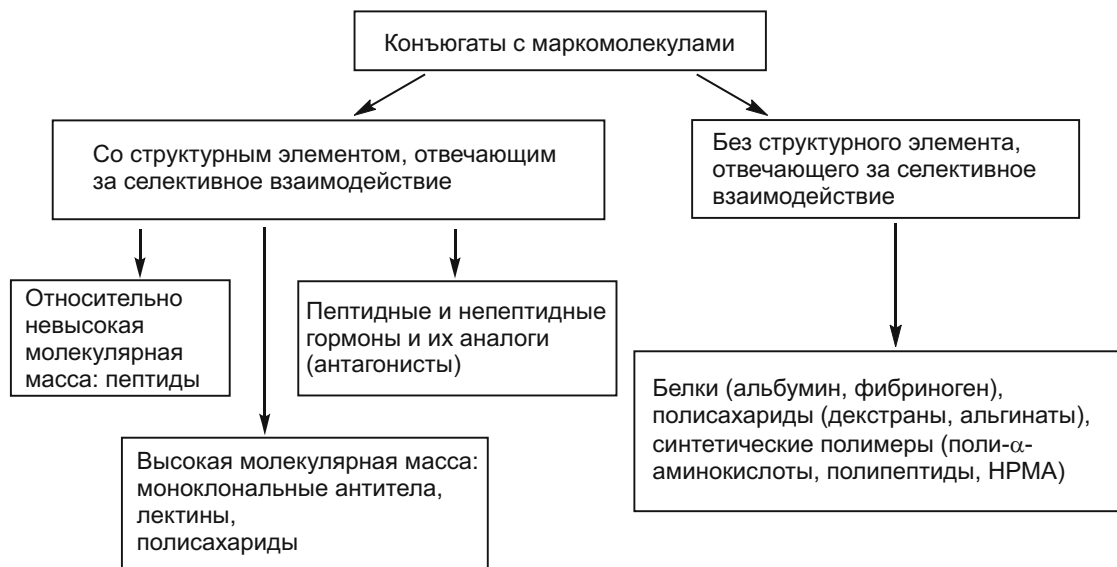 Конъюгаты с маркомолекулами
Со структурным элементом, отвечающим
за селективное взаимодействие
Без структурного элемента,
отвечающего за селективное
взаимодействие
Относительно
невысокая
молекулярная
масса: пептиды
Пептидные и непептидные
гормоны и их аналоги
(антагонисты)
Высокая молекулярная масса:
моноклональные антитела,
лектины,
полисахариды
Белки (альбумин, фибриноген),
полисахариды (декстраны, альгинаты),
синтетические полимеры (поли-α-
аминокислоты, полипептиды, HPMA)